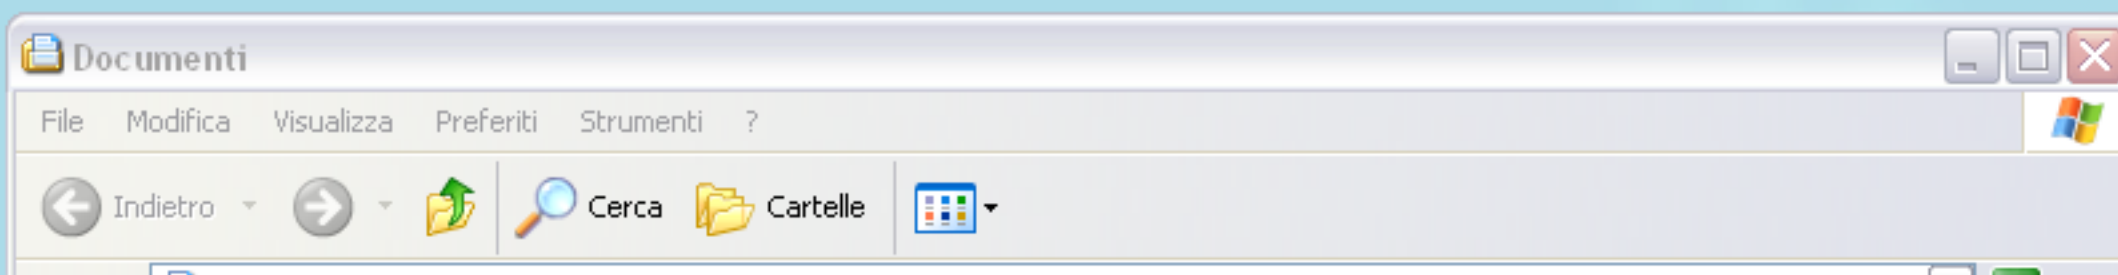 Documenti
File Modifica Visualizza Preferiti Strumenti ?
Indietro Cerca Cartelle